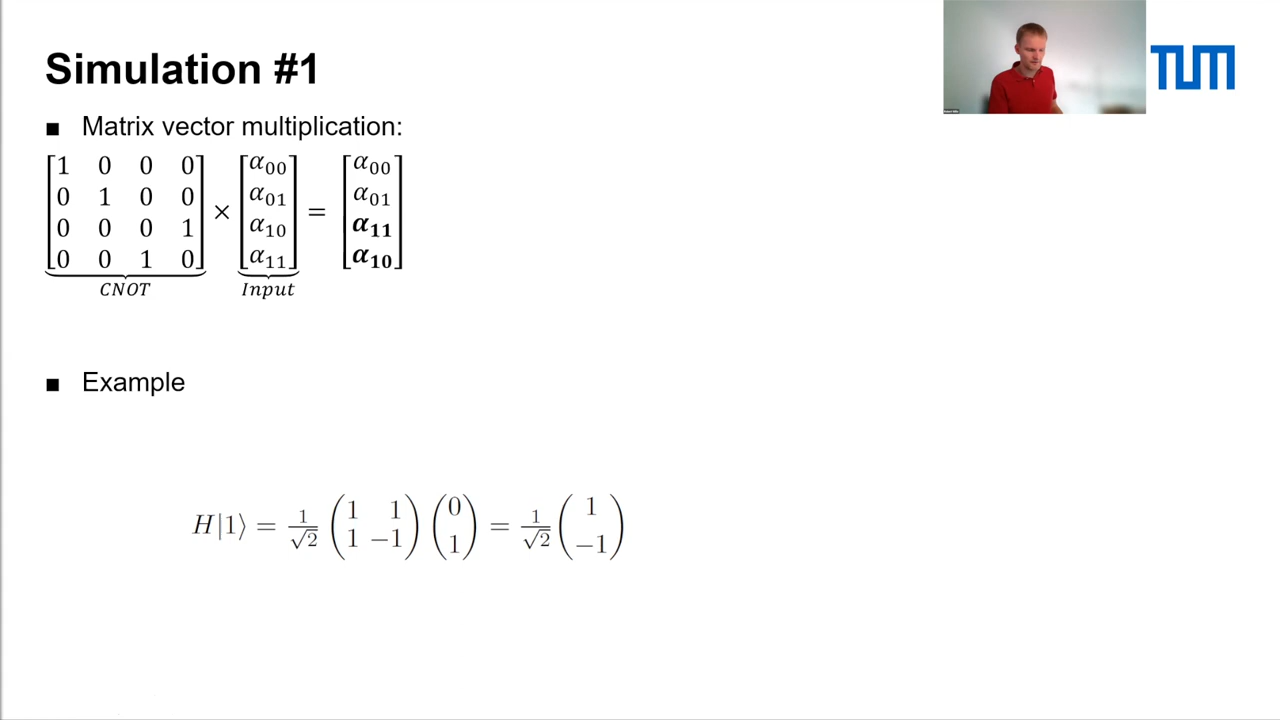 Simulation #1
TUM
■ Matrix vector multiplication:
[1 0 0 0] [α₀₀] [α₀₀]
[0 1 0 0] [α₀₁] [α₀₁]
[0 0 0 1] × [α₁₀] = [𝜶₁₁]
[0 0 1 0] [α₁₁] [𝜶₁₀]
CNOT Input
■ Example
H|1⟩ = 1/√2 (1 1; 1 −1) (0; 1) = 1/√2 (1; −1)